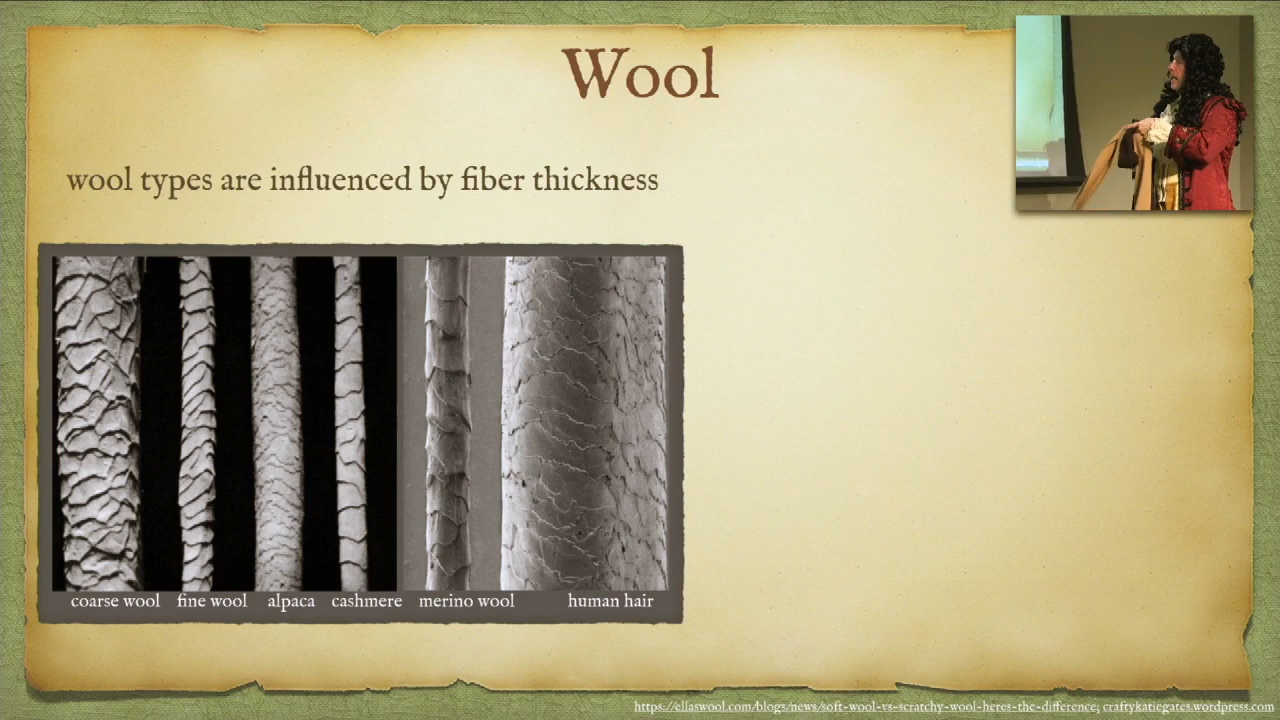 Wool
wool types are influenced by fiber thickness
coarse wool fine wool alpaca cashmere merino wool human hair
https://ellaswool.com/blogs/news/soft-wool-vs-scratchy-wool-heres-the-difference; craftykatiegates.wordpress.com